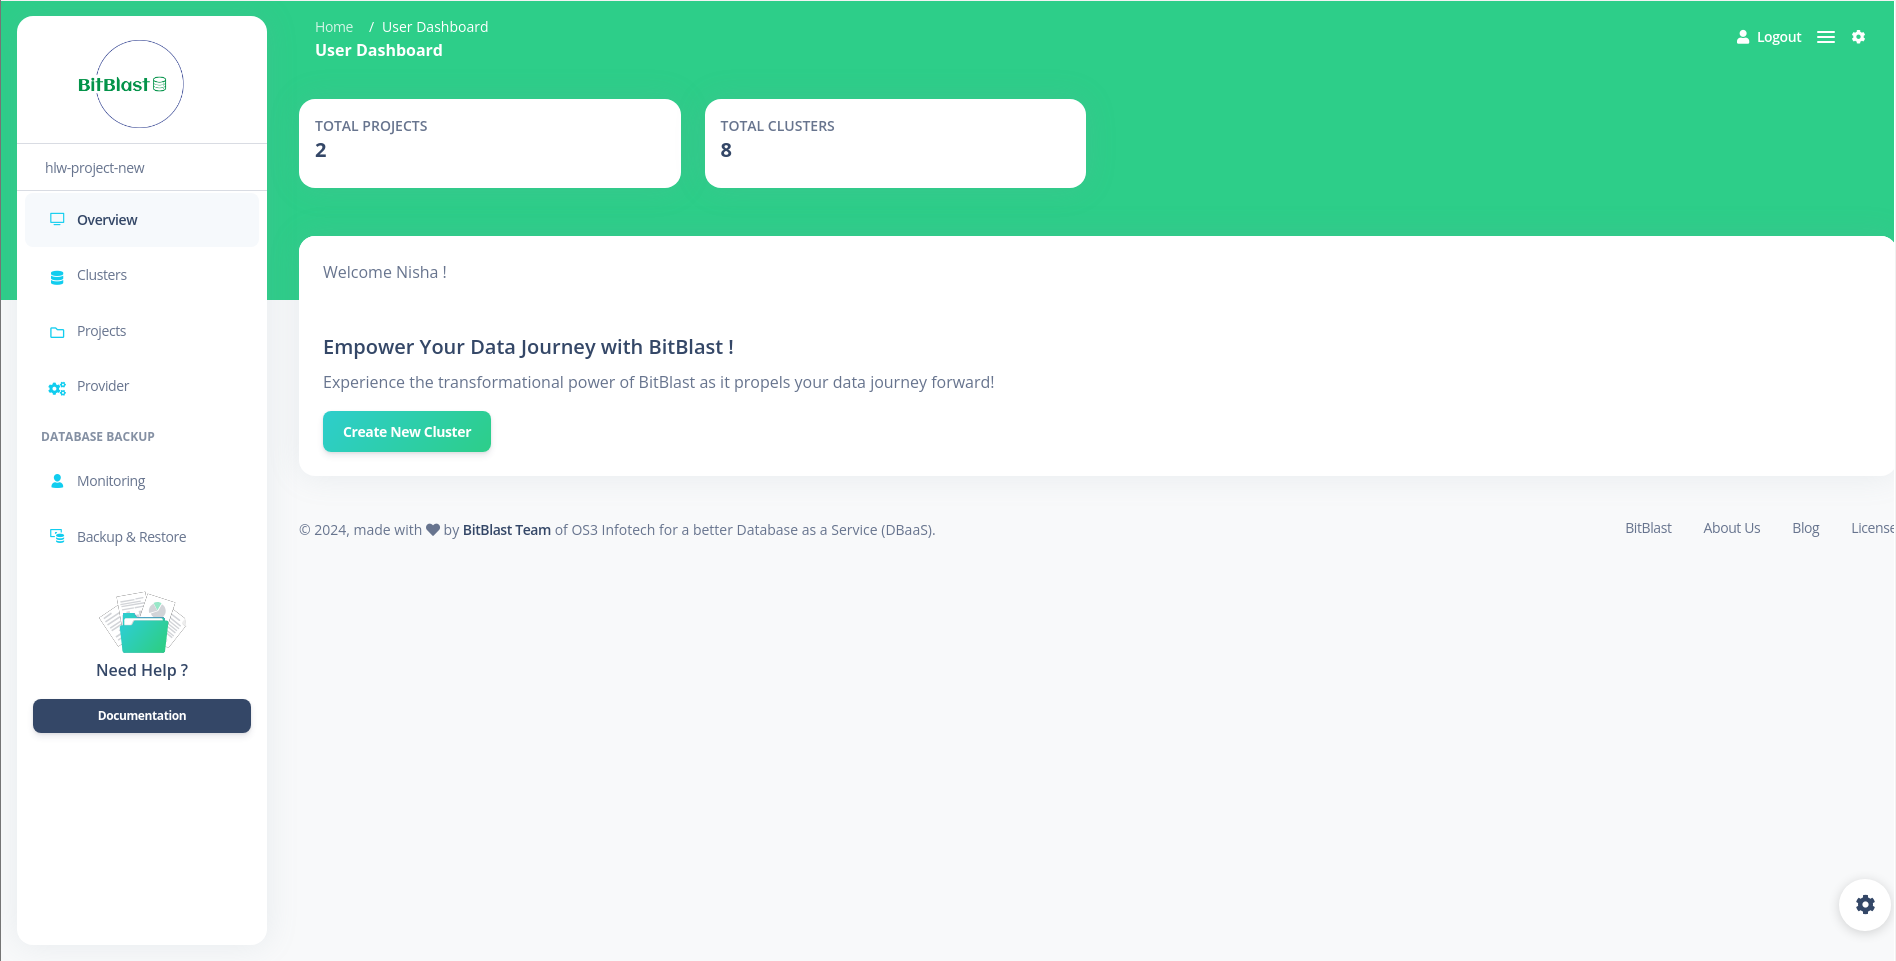 BitBlast
hlw-project-new
Overview
Clusters
Projects
Provider
DATABASE BACKUP
Monitoring
Backup & Restore
Need Help ?
Documentation
Home / User Dashboard
User Dashboard
Logout
TOTAL PROJECTS
2
TOTAL CLUSTERS
8
Welcome Nisha !
Empower Your Data Journey with BitBlast !
Experience the transformational power of BitBlast as it propels your data journey forward!
Create New Cluster
© 2024, made with ♥ by BitBlast Team of OS3 Infotech for a better Database as a Service (DBaaS).
BitBlast About Us Blog License